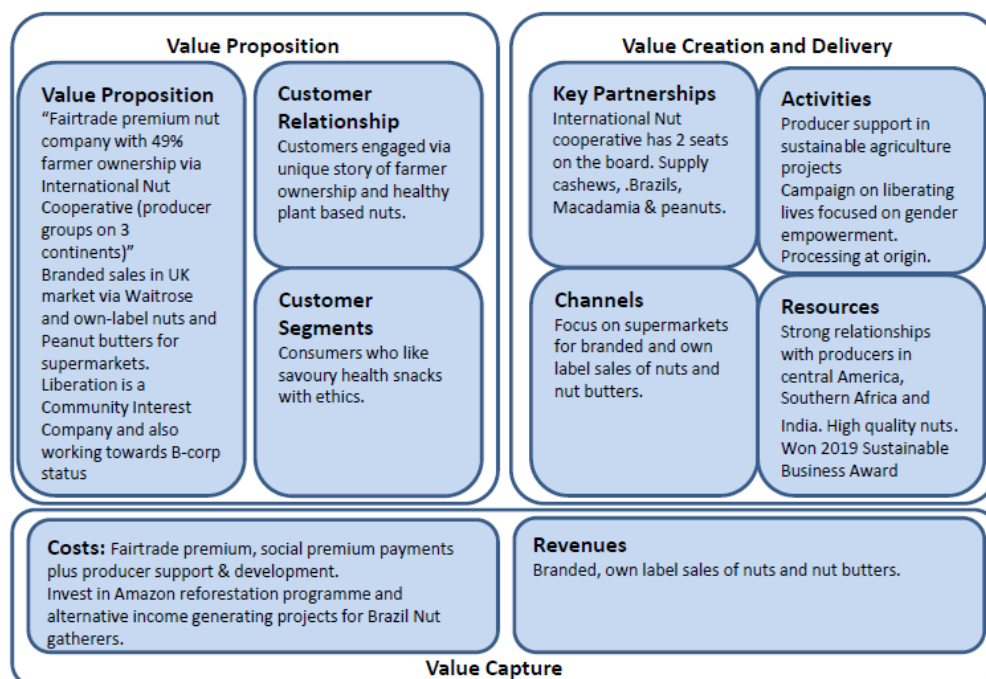 Value Proposition
Value Proposition
“Fairtrade premium nut
company with 49%
farmer ownership via
International Nut
Cooperative (producer
groups on 3
continents)”
Branded sales in UK
market via Waitrose
and own-label nuts and
Peanut butters for
supermarkets.
Liberation is a
Community Interest
Company and also
working towards B-corp
status
Customer
Relationship
Customers engaged via
unique story of farmer
ownership and healthy
plant based nuts.
Customer
Segments
Consumers who like
savoury health snacks
with ethics.
Value Creation and Delivery
Key Partnerships
International Nut
cooperative has 2 seats
on the board. Supply
cashews, .Brazils,
Macadamia & peanuts.
Activities
Producer support in
sustainable agriculture
projects
Campaign on liberating
lives focused on gender
empowerment.
Processing at origin.
Channels
Focus on supermarkets
for branded and own
label sales of nuts and
nut butters.
Resources
Strong relationships
with producers in
central America,
Southern Africa and
India. High quality nuts.
Won 2019 Sustainable
Business Award
Costs: Fairtrade premium, social premium payments
plus producer support & development.
Invest in Amazon reforestation programme and
alternative income generating projects for Brazil Nut
gatherers.
Revenues
Branded, own label sales of nuts and nut butters.
Value Capture